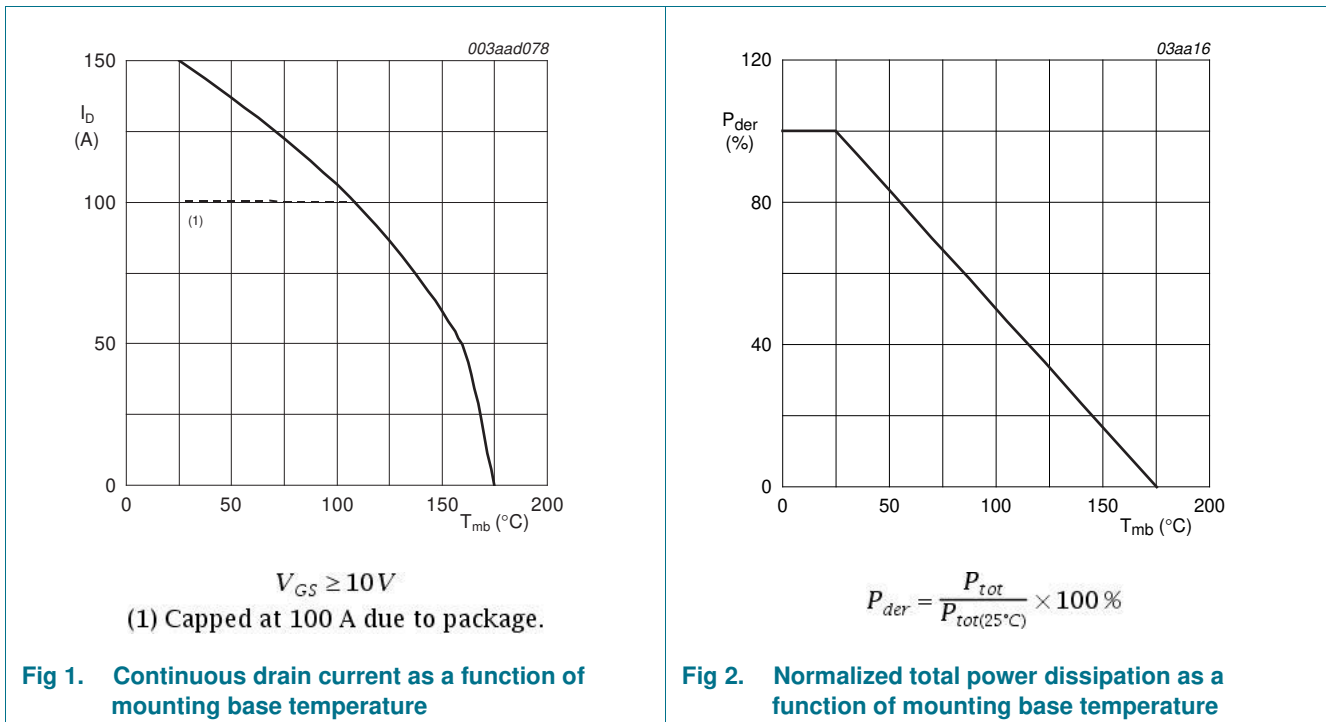 003aad078
150
I_D
(A)
100
(1)
50
0
0
50
100
150
200
T_mb (°C)
V_GS ≥ 10 V
(1) Capped at 100 A due to package.
Fig 1. Continuous drain current as a function of
mounting base temperature
03aa16
120
P_der
(%)
80
40
0
0
50
100
150
200
T_mb (°C)
P_der = P_tot / P_tot(25°C) × 100 %
Fig 2. Normalized total power dissipation as a
function of mounting base temperature